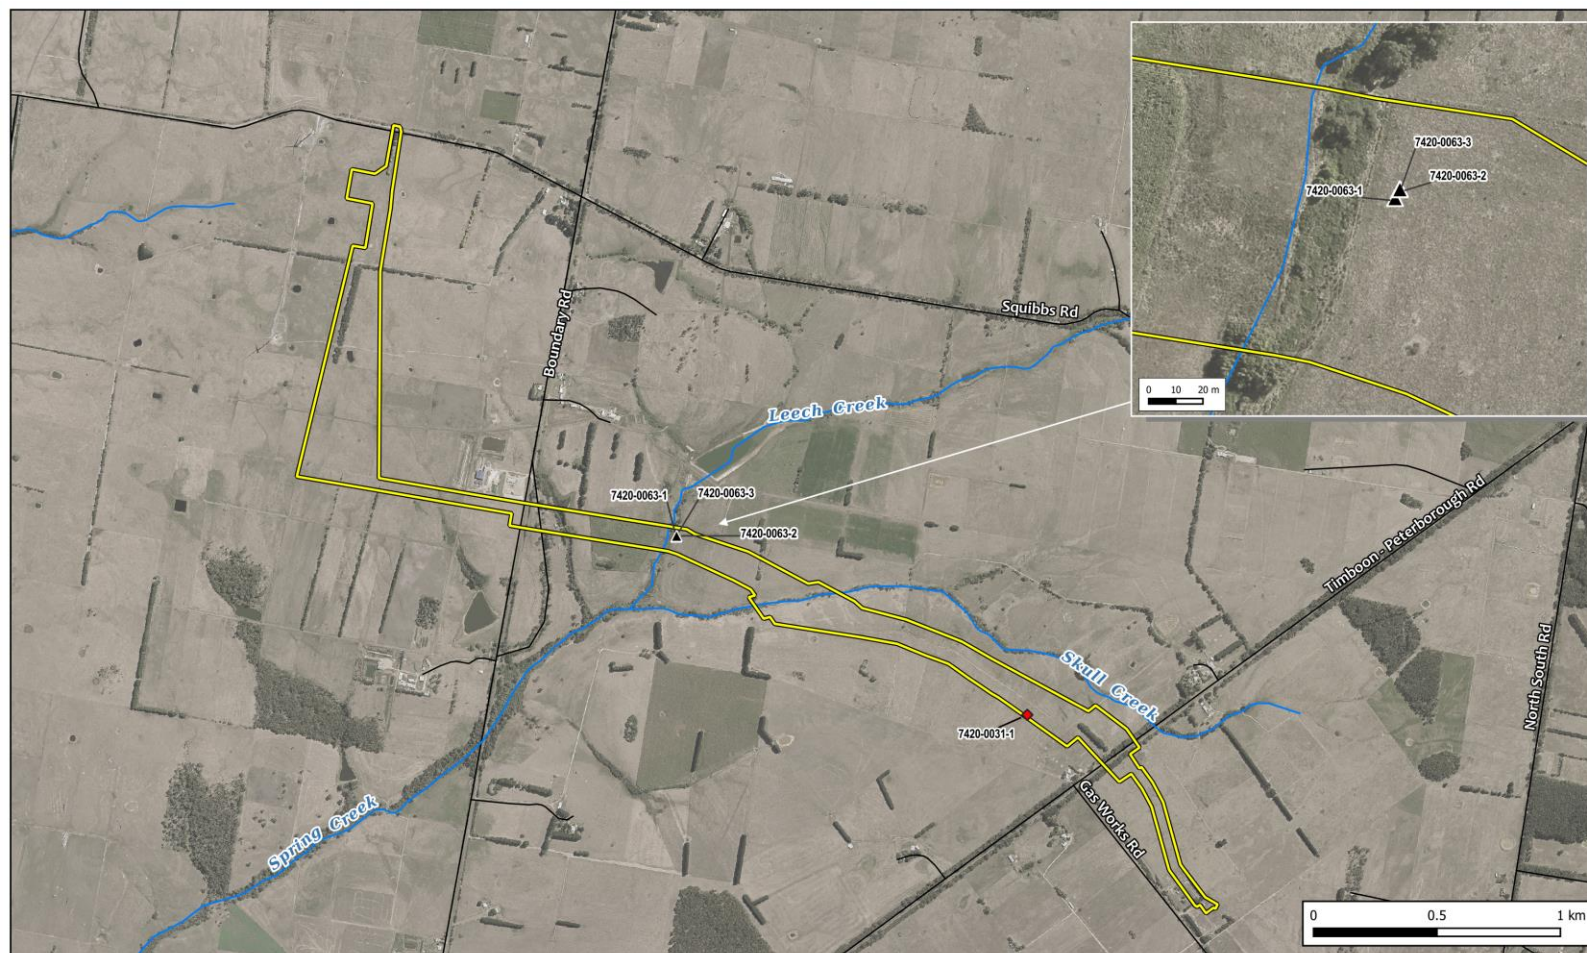 7420-0063-3
7420-0063-2
7420-0063-1
0 10 20 m
Squibbs Rd
Boundary Rd
Leech Creek
7420-0063-1
7420-0063-3
7420-0063-2
Timboon - Peterborough Rd
North South Rd
Skull Creek
7420-0031-1
Gas Works Rd
Spring Creek
0 0.5 1 km